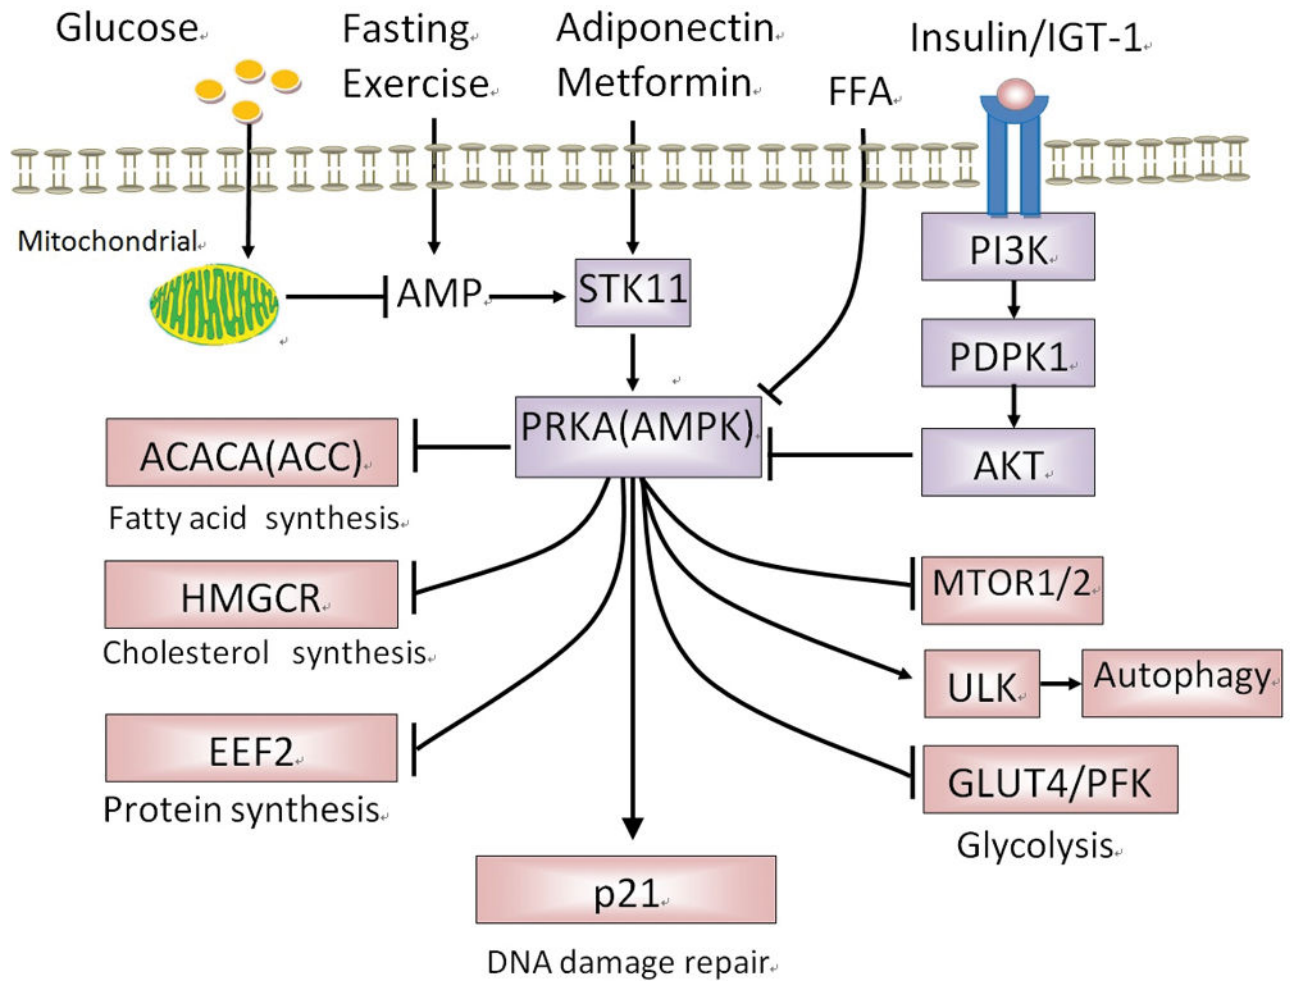 Glucose
Fasting
Exercise
Adiponectin
Metformin
FFA
Insulin/IGT-1
Mitochondrial
AMP
STK11
PI3K
PDPK1
AKT
PRKA(AMPK)
ACACA(ACC)
Fatty acid synthesis
HMGCR
Cholesterol synthesis
EEF2
Protein synthesis
MTOR1/2
ULK
Autophagy
GLUT4/PFK
Glycolysis
p21
DNA damage repair